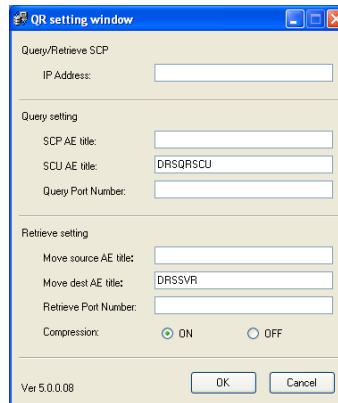 QR setting window
Query/Retrieve SCP
IP Address:
Query setting
SCP AE title:
SCU AE title: DRSQRSCU
Query Port Number:
Retrieve setting
Move source AE title:
Move dest AE title: DRSSVR
Retrieve Port Number:
Compression: ON OFF
Ver 5.0.0.08 OK Cancel